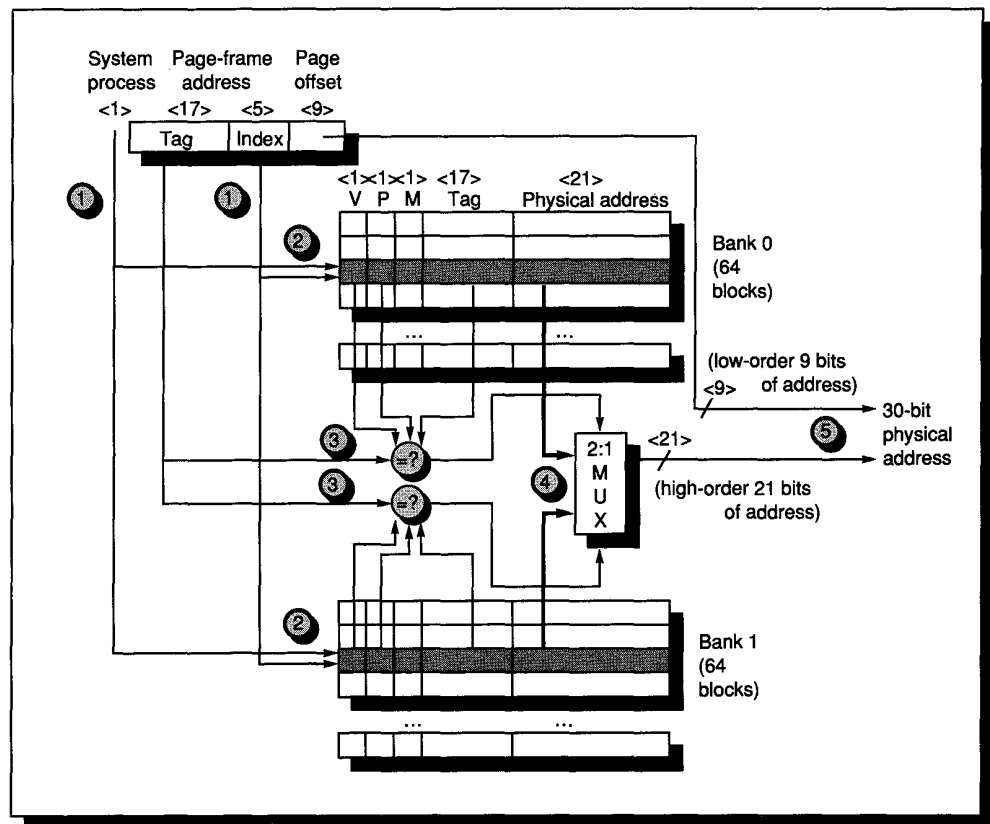 System Page-frame Page
process address offset
<1> <17> <5> <9>
Tag Index
1 1
<1><1><1> <17> <21>
V P M Tag Physical address
2
Bank 0
(64
blocks)
... ...
(low-order 9 bits
of address)
<9>
30-bit
physical
address
5
3
=?
3
=?
4
2:1
M
U
X
<21>
(high-order 21 bits
of address)
2
Bank 1
(64
blocks)
... ...